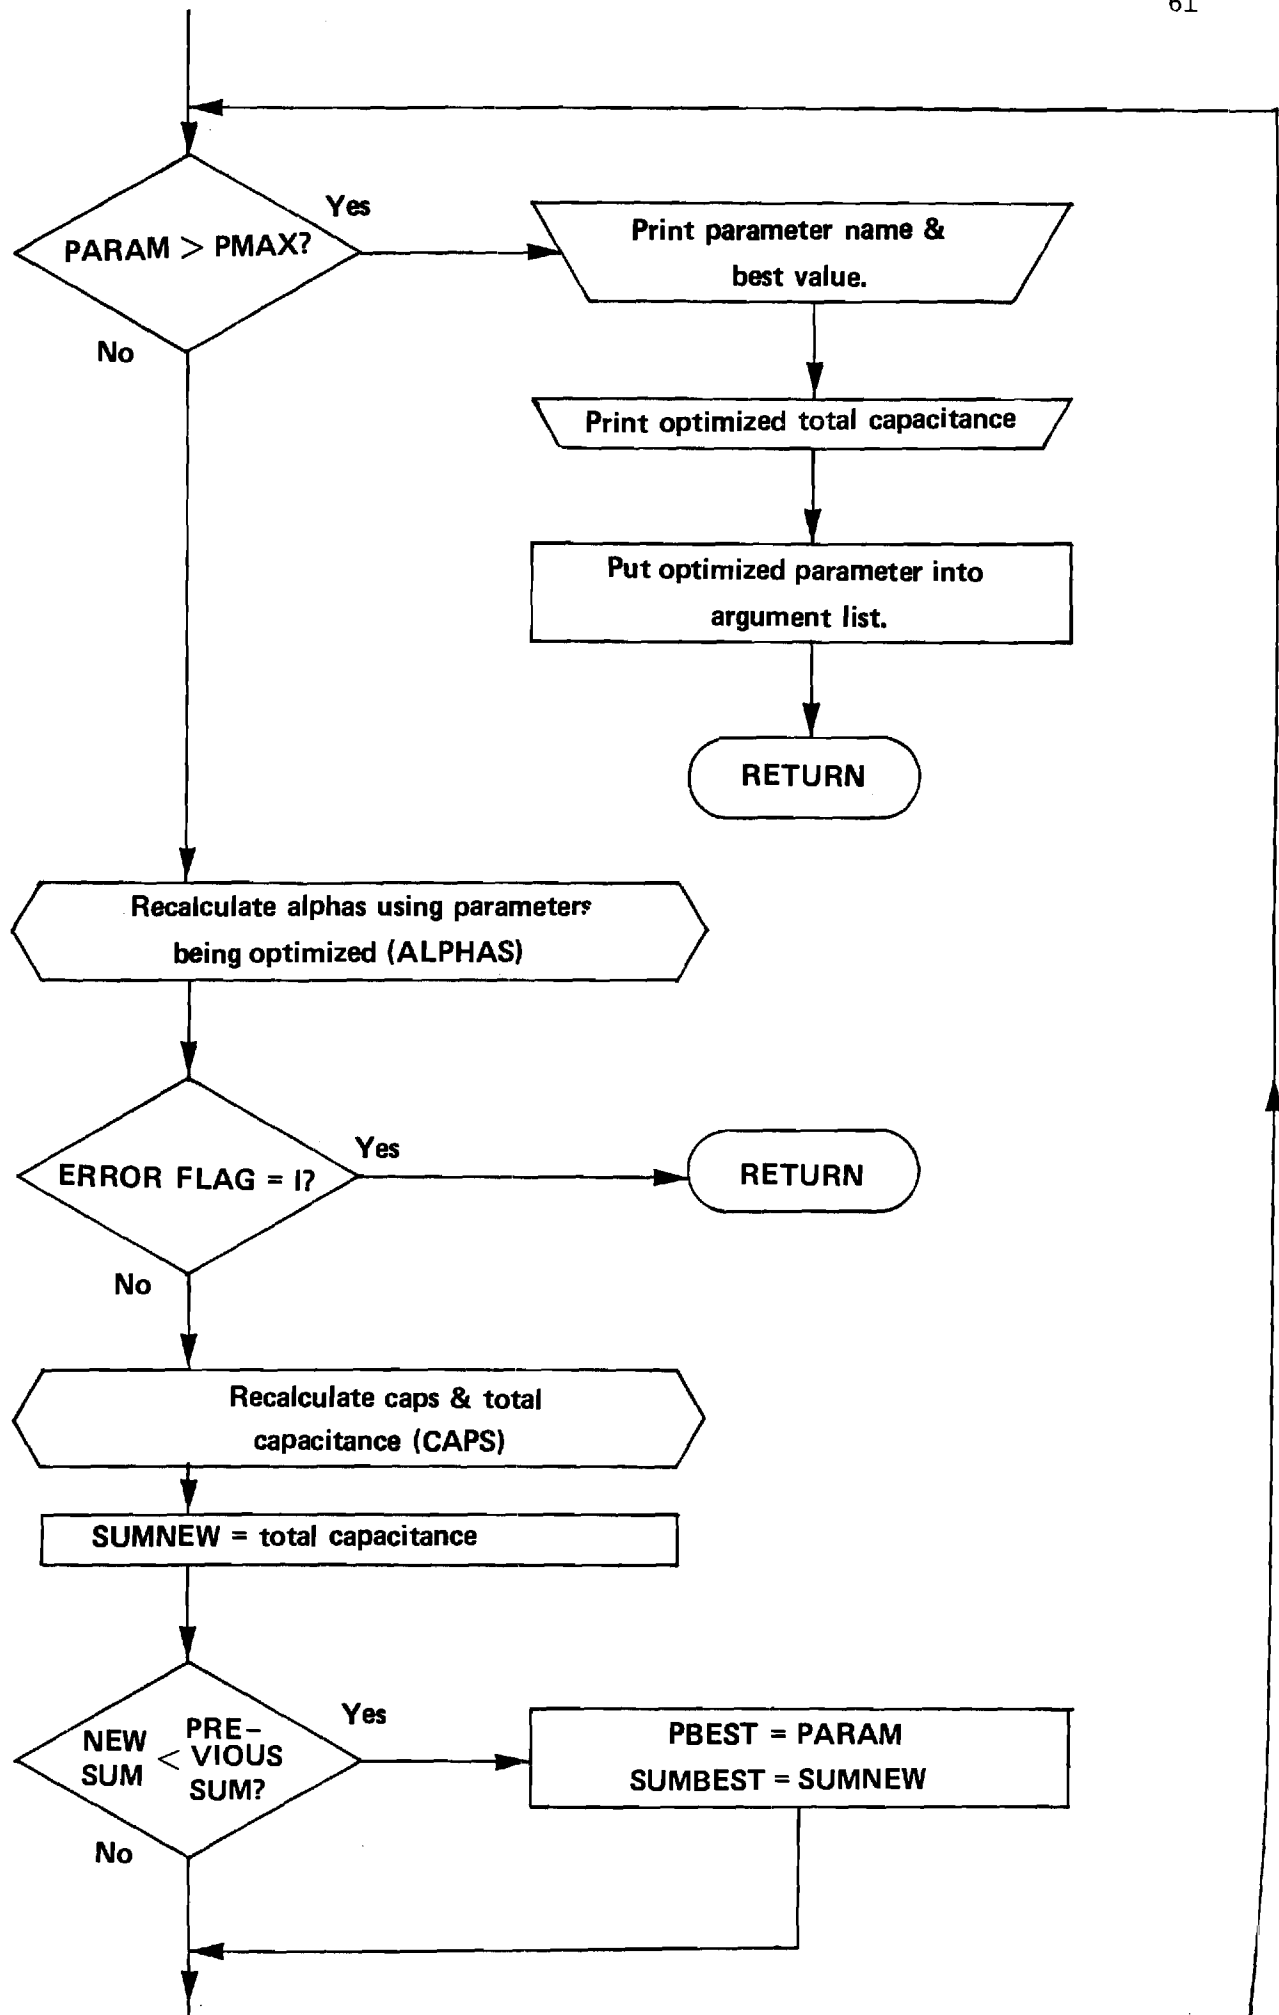 61
Yes
PARAM > PMAX?
No
Print parameter name &
best value.
Print optimized total capacitance
Put optimized parameter into
argument list.
RETURN
Recalculate alphas using parameters
being optimized (ALPHAS)
Yes
ERROR FLAG = I?
RETURN
No
Recalculate caps & total
capacitance (CAPS)
SUMNEW = total capacitance
Yes
NEW SUM < PRE-
VIOUS
SUM?
No
PBEST = PARAM
SUMBEST = SUMNEW